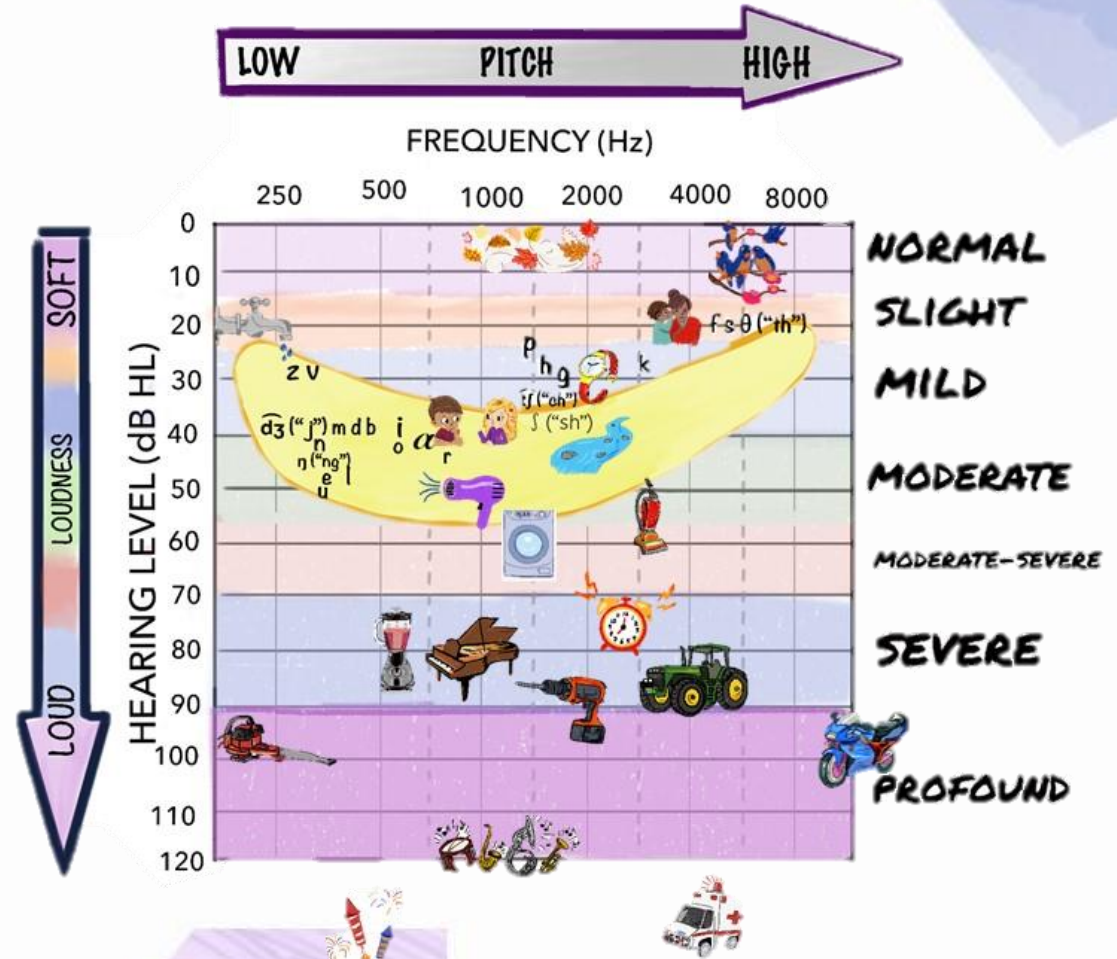 LOW PITCH HIGH
FREQUENCY (Hz)
250 500 1000 2000 4000 8000
SOFT
LOUDNESS
LOUD
HEARING LEVEL (dB HL)
0
10
20
30
40
50
60
70
80
90
100
110
120
f s θ ("th")
p
h
g
k
z v
t͡ʃ ("ch")
ʃ ("sh")
d͡ʒ ("j") m d b
n
ŋ ("ng") l
e
u
i
o
a
r
NORMAL
SLIGHT
MILD
MODERATE
MODERATE-SEVERE
SEVERE
PROFOUND